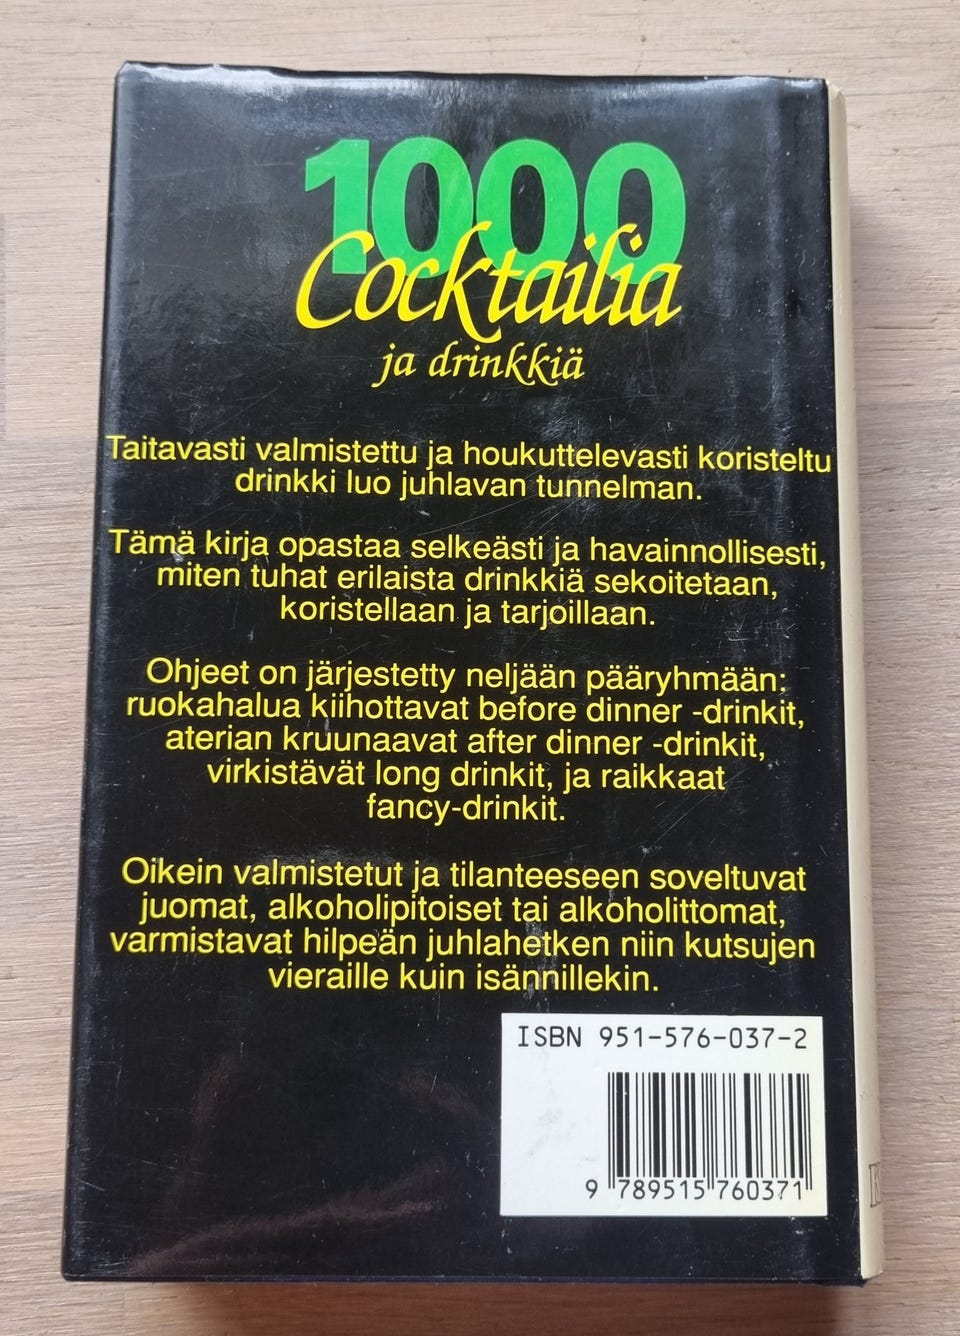 1000
Cocktailia
ja drinkkiä
Taitavasti valmistettu ja houkuttelevasti koristeltu
drinkki luo juhlavan tunnelman.
Tämä kirja opastaa selkeästi ja havainnollisesti,
miten tuhat erilaista drinkkiä sekoitetaan,
koristellaan ja tarjoillaan.
Ohjeet on järjestetty neljään pääryhmään:
ruokahalua kiihottavat before dinner -drinkit,
aterian kruunaavat after dinner -drinkit,
virkistävät long drinkit, ja raikkaat
fancy-drinkit.
Oikein valmistetut ja tilanteeseen soveltuvat
juomat, alkoholipitoiset tai alkoholittomat,
varmistavat hilpeän juhlahetken niin kutsujen
vieraille kuin isännillekin.
ISBN 951-576-037-2
9 789515 760371